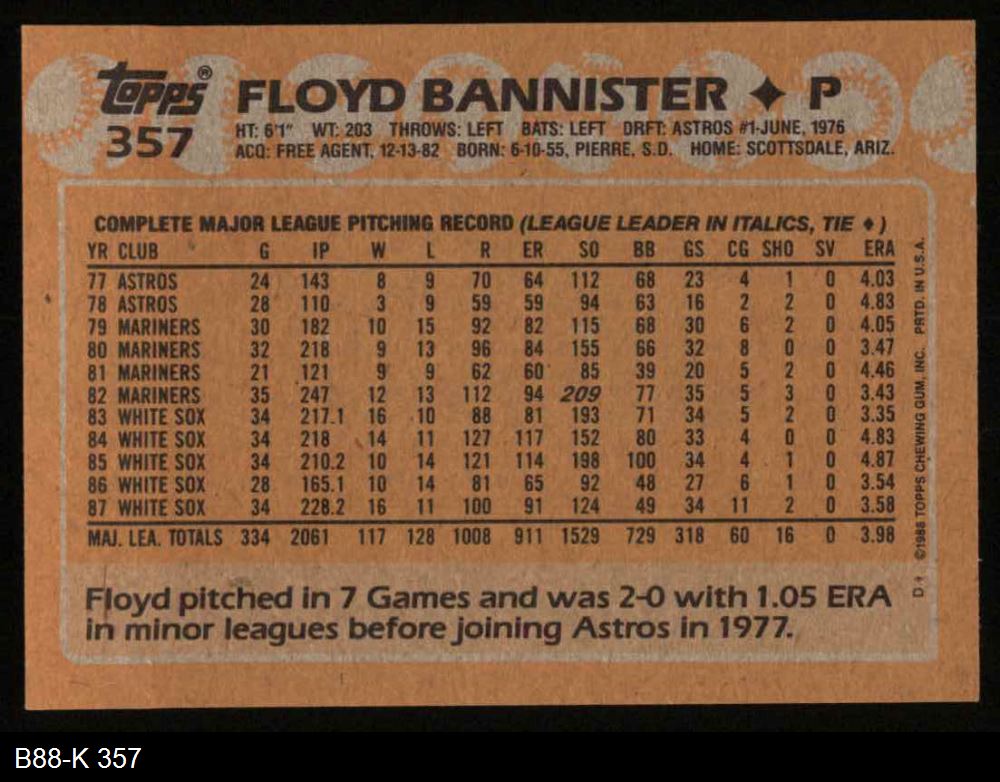 topps® FLOYD BANNISTER ✦ P
357
HT: 6'1" WT: 203 THROWS: LEFT BATS: LEFT DRFT: ASTROS #1-JUNE, 1976
ACQ: FREE AGENT, 12-13-82 BORN: 6-10-55, PIERRE, S.D. HOME: SCOTTSDALE, ARIZ.
COMPLETE MAJOR LEAGUE PITCHING RECORD (LEAGUE LEADER IN ITALICS, TIE ♦)
YR CLUB G IP W L R ER SO BB GS CG SHO SV ERA
77 ASTROS 24 143 8 9 70 64 112 68 23 4 1 0 4.03
78 ASTROS 28 110 3 9 59 59 94 63 16 2 2 0 4.83
79 MARINERS 30 182 10 15 92 82 115 68 30 6 2 0 4.05
80 MARINERS 32 218 9 13 96 84 155 66 32 8 0 0 3.47
81 MARINERS 21 121 9 9 62 60 85 39 20 5 2 0 4.46
82 MARINERS 35 247 12 13 112 94 209 77 35 5 3 0 3.43
83 WHITE SOX 34 217.1 16 10 88 81 193 71 34 5 2 0 3.35
84 WHITE SOX 34 218 14 11 127 117 152 80 33 4 0 0 4.83
85 WHITE SOX 34 210.2 10 14 121 114 198 100 34 4 1 0 4.87
86 WHITE SOX 28 165.1 10 14 81 65 92 48 27 6 1 0 3.54
87 WHITE SOX 34 228.2 16 11 100 91 124 49 34 11 2 0 3.58
MAJ. LEA. TOTALS 334 2061 117 128 1008 911 1529 729 318 60 16 0 3.98
Floyd pitched in 7 Games and was 2-0 with 1.05 ERA
in minor leagues before joining Astros in 1977.
D♦ ©1988 TOPPS CHEWING GUM, INC. PRTD. IN U.S.A.
B88-K 357